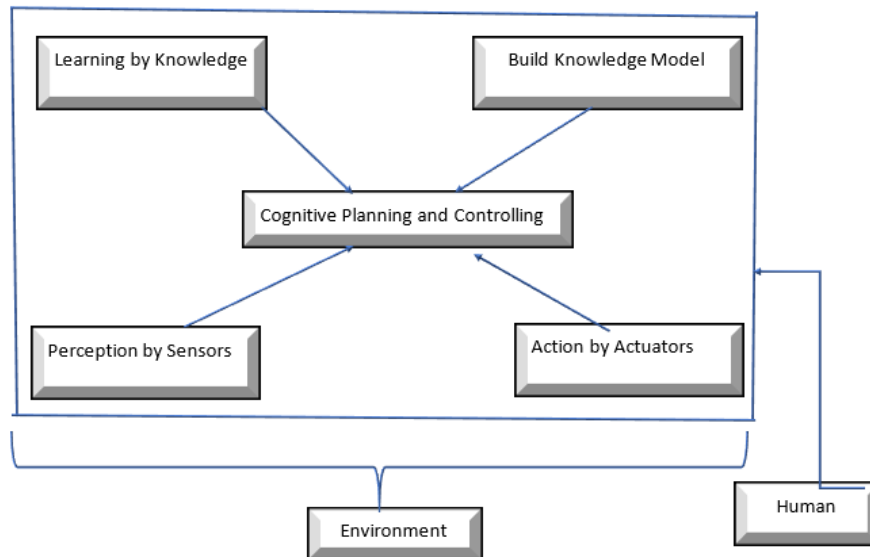 Learning by Knowledge
Build Knowledge Model
Cognitive Planning and Controlling
Perception by Sensors
Action by Actuators
Environment
Human